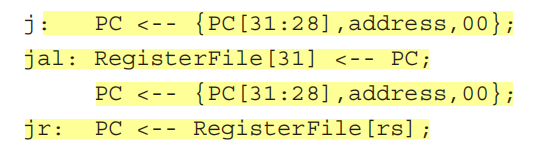 j:   PC <-- {PC[31:28],address,00};
jal: RegisterFile[31] <-- PC;
     PC <-- {PC[31:28],address,00};
jr:  PC <-- RegisterFile[rs];